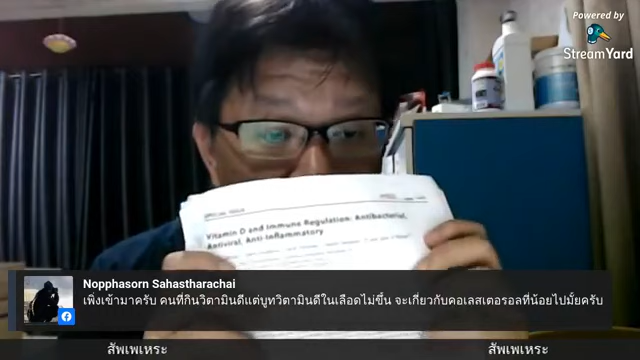 Powered by
StreamYard
SPECIAL ISSUE
Vitamin D and Immune Regulation: Antibacterial,
Antiviral, Anti-Inflammatory
Nopphasorn Sahastharachai
เพิ่งเข้ามาครับ คนที่กินวิตามินดีแต่บูทวิตามินดีในเลือดไม่ขึ้น จะเกี่ยวกับคอเลสเตอรอลที่น้อยไปมั้ยครับ
สัพเพเหระ
สัพเพเหระ